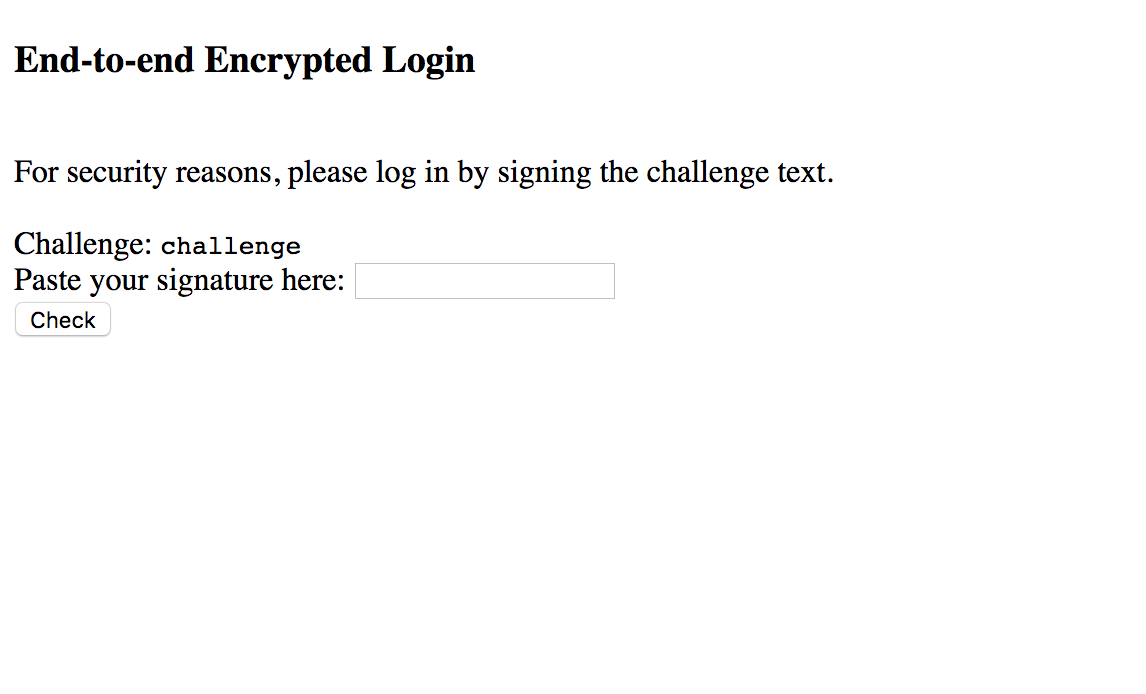 End-to-end Encrypted Login
For security reasons, please log in by signing the challenge text.
Challenge: challenge
Paste your signature here:
Check